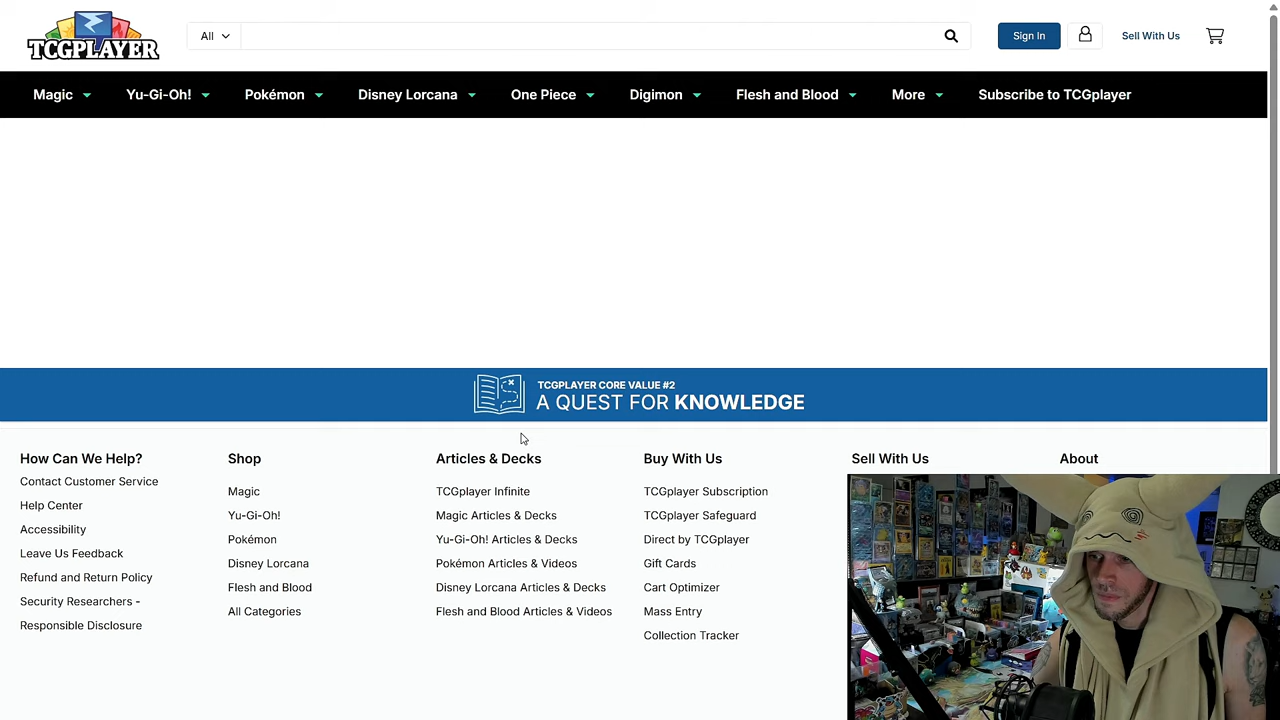 TCGPLAYER
All
Sign In
Sell With Us
Magic
Yu-Gi-Oh!
Pokémon
Disney Lorcana
One Piece
Digimon
Flesh and Blood
More
Subscribe to TCGplayer
TCGPLAYER CORE VALUE #2
A QUEST FOR KNOWLEDGE
How Can We Help?
Contact Customer Service
Help Center
Accessibility
Leave Us Feedback
Refund and Return Policy
Security Researchers -
Responsible Disclosure
Shop
Magic
Yu-Gi-Oh!
Pokémon
Disney Lorcana
Flesh and Blood
All Categories
Articles & Decks
TCGplayer Infinite
Magic Articles & Decks
Yu-Gi-Oh! Articles & Decks
Pokémon Articles & Videos
Disney Lorcana Articles & Decks
Flesh and Blood Articles & Videos
Buy With Us
TCGplayer Subscription
TCGplayer Safeguard
Direct by TCGplayer
Gift Cards
Cart Optimizer
Mass Entry
Collection Tracker
Sell With Us
About